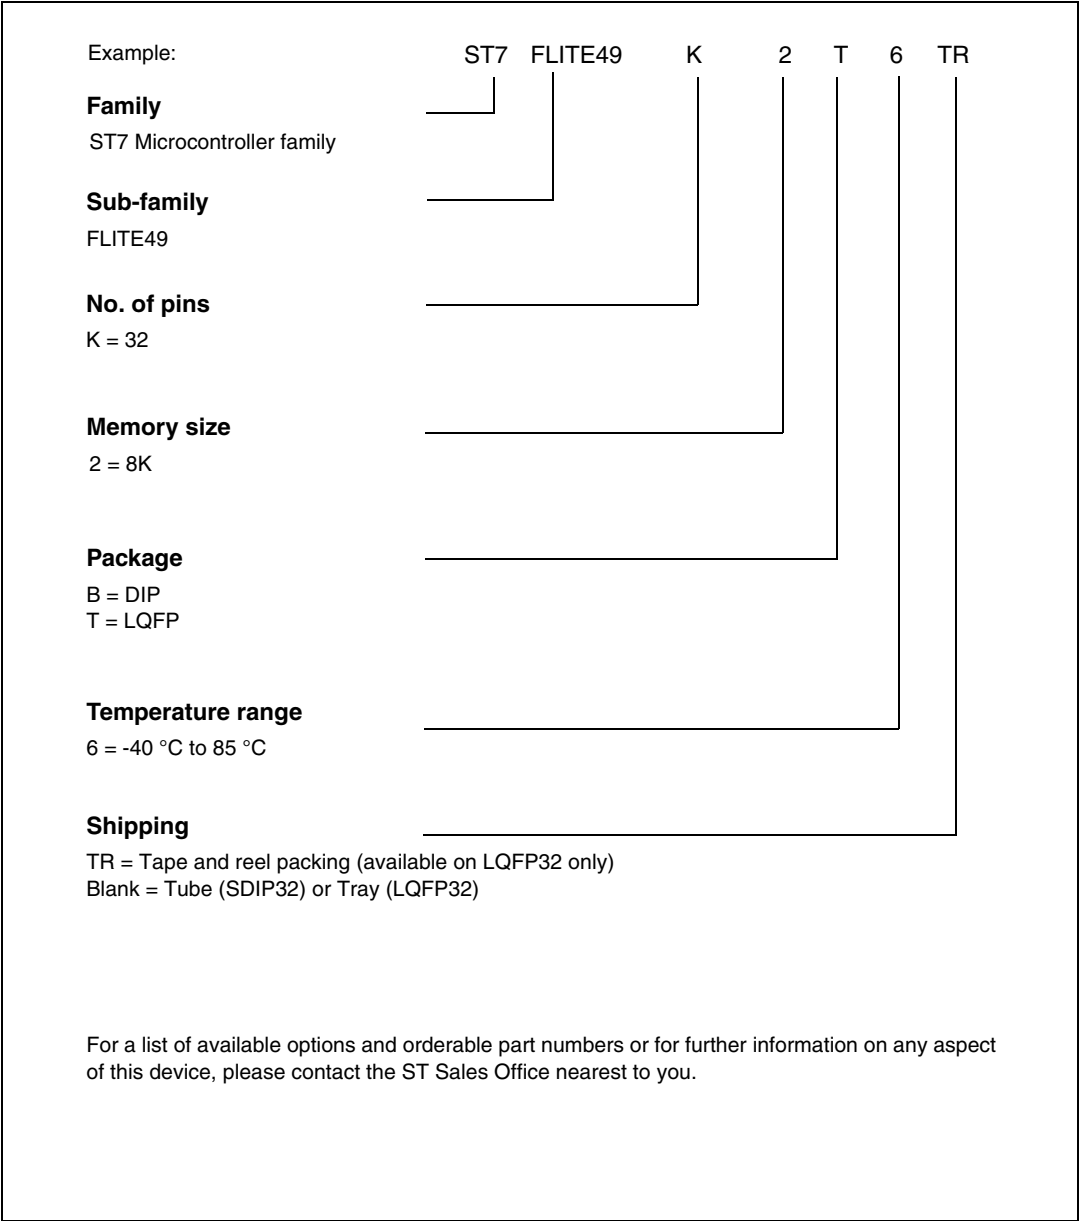 Example: ST7 FLITE49 K 2 T 6 TR
Family
ST7 Microcontroller family
Sub-family
FLITE49
No. of pins
K = 32
Memory size
2 = 8K
Package
B = DIP
T = LQFP
Temperature range
6 = -40 °C to 85 °C
Shipping
TR = Tape and reel packing (available on LQFP32 only)
Blank = Tube (SDIP32) or Tray (LQFP32)
For a list of available options and orderable part numbers or for further information on any aspect
of this device, please contact the ST Sales Office nearest to you.